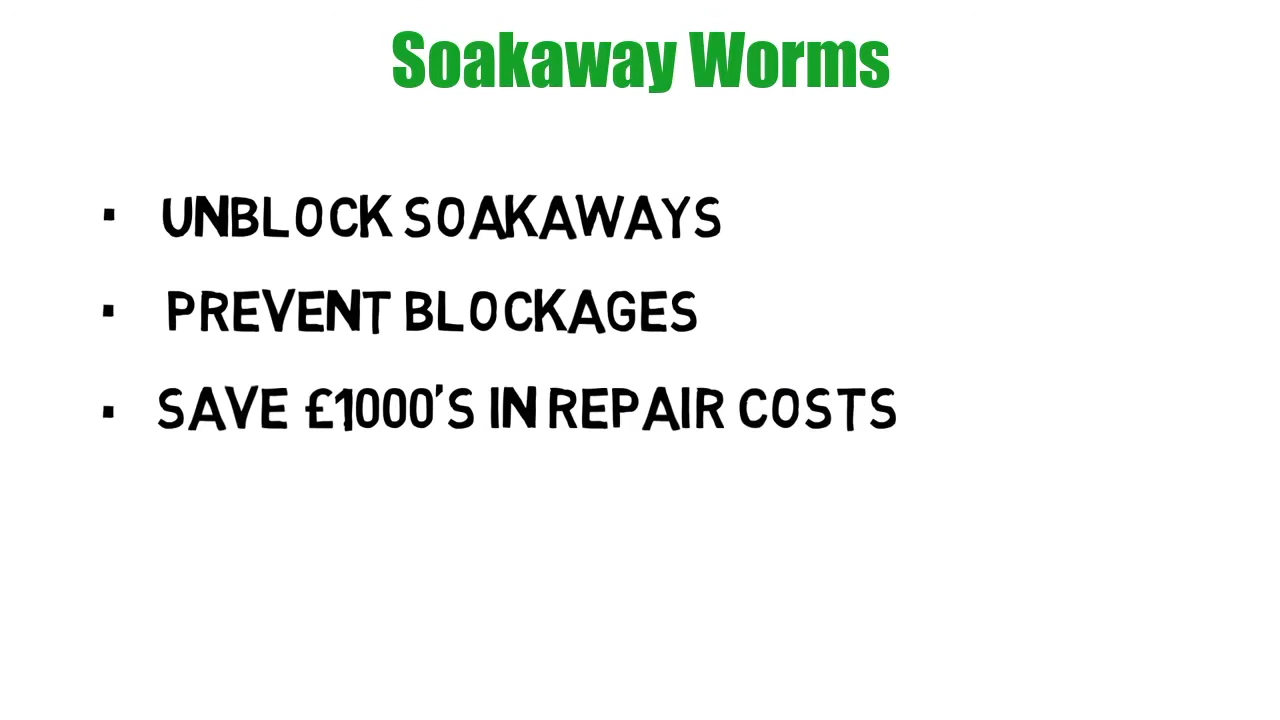 Soakaway Worms
▪ UNBLOCK SOAKAWAYS
▪ PREVENT BLOCKAGES
▪ SAVE £1000'S IN REPAIR COSTS